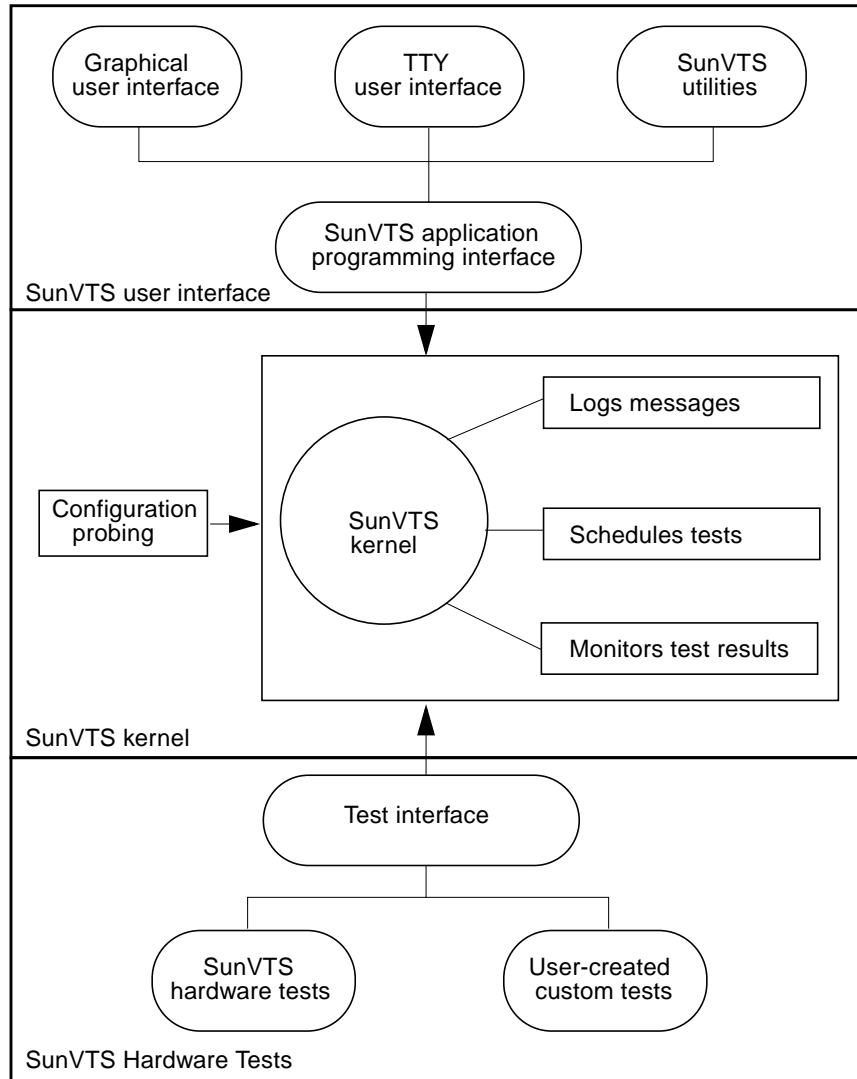 Graphical
user interface
TTY
user interface
SunVTS
utilities
SunVTS application
programming interface
SunVTS user interface
Logs messages
Configuration
probing
SunVTS
kernel
Schedules tests
Monitors test results
SunVTS kernel
Test interface
SunVTS
hardware tests
User-created
custom tests
SunVTS Hardware Tests